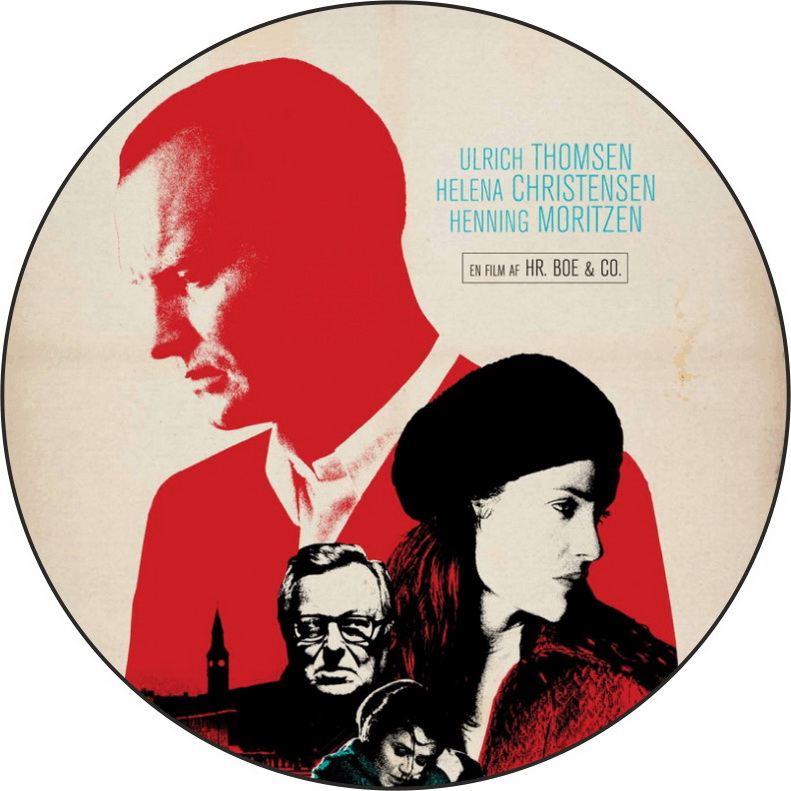 ULRICH THOMSEN
HELENA CHRISTENSEN
HENNING MORITZEN
EN FILM AF HR. BOE & CO.